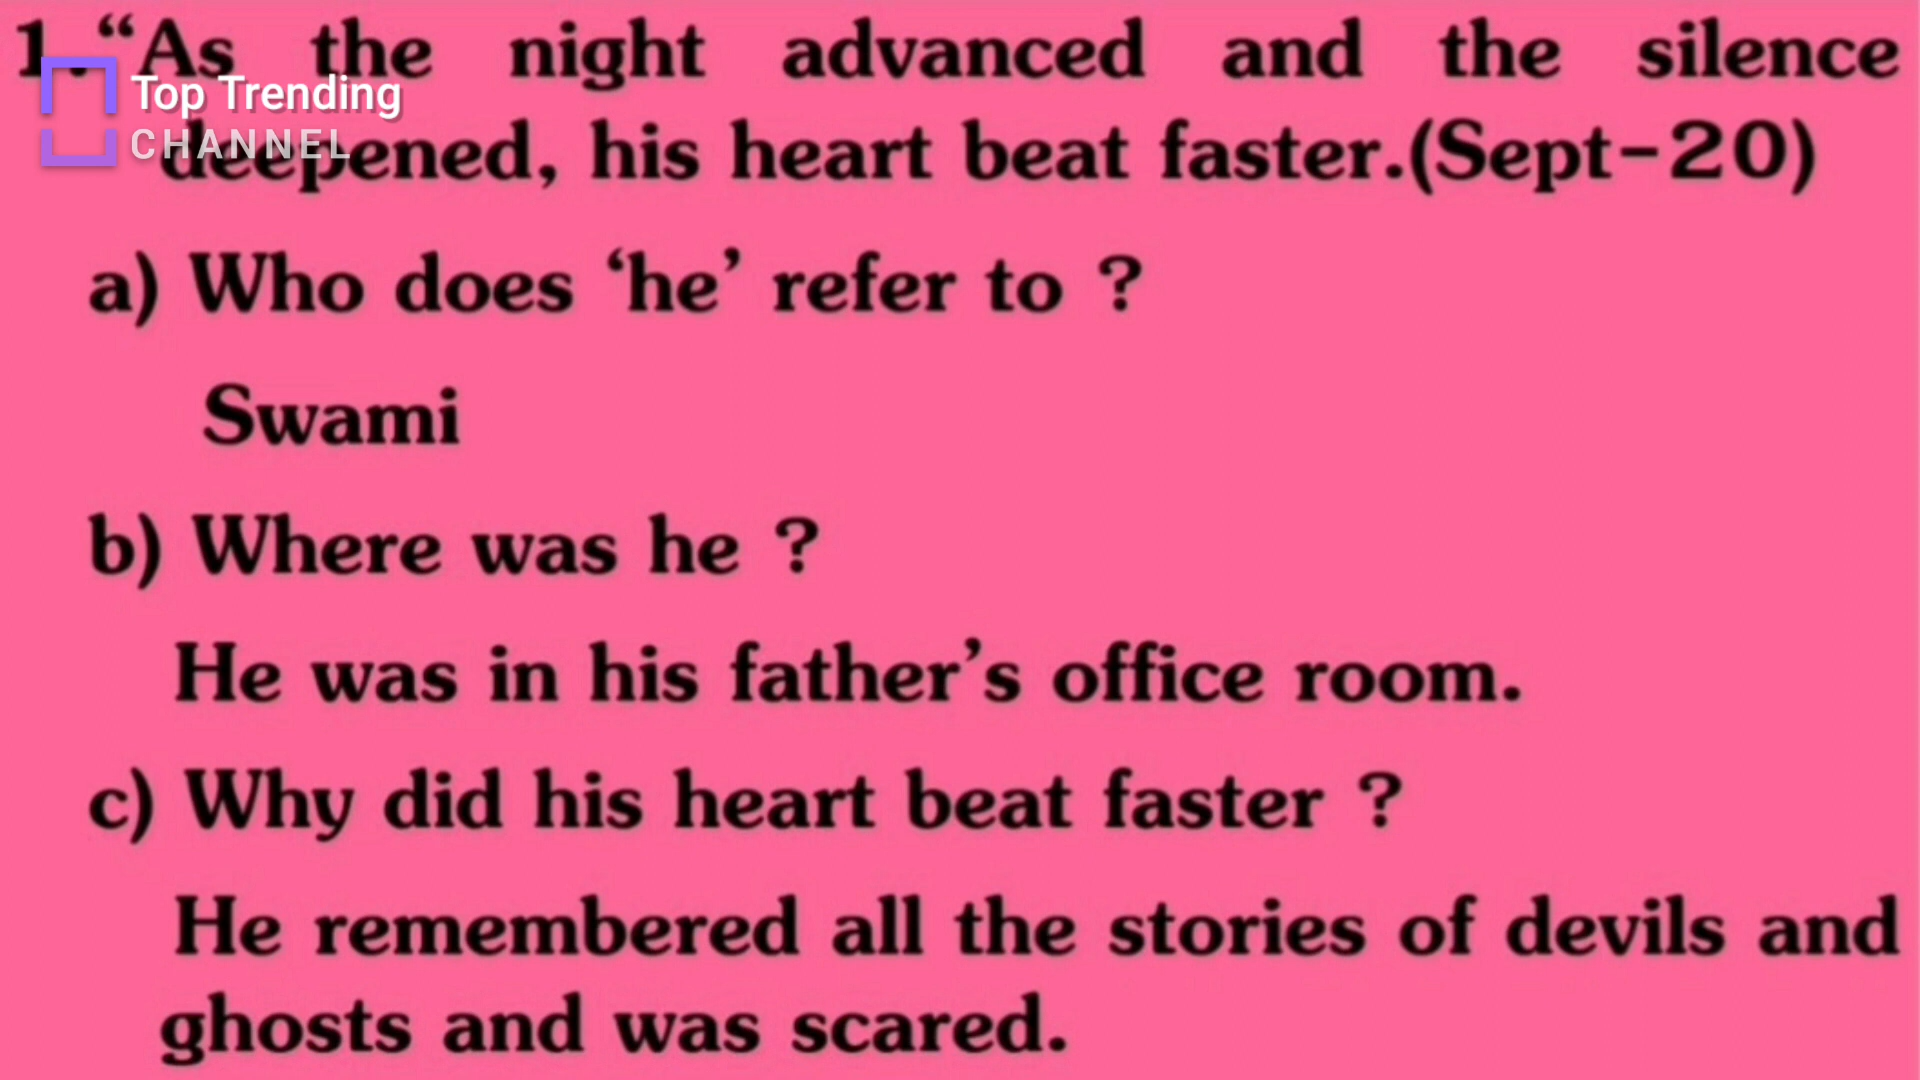 1. “As the night advanced and the silence
Top Trending
CHANNEL
deepened, his heart beat faster.(Sept-20)
a) Who does ‘he’ refer to ?
Swami
b) Where was he ?
He was in his father’s office room.
c) Why did his heart beat faster ?
He remembered all the stories of devils and
ghosts and was scared.